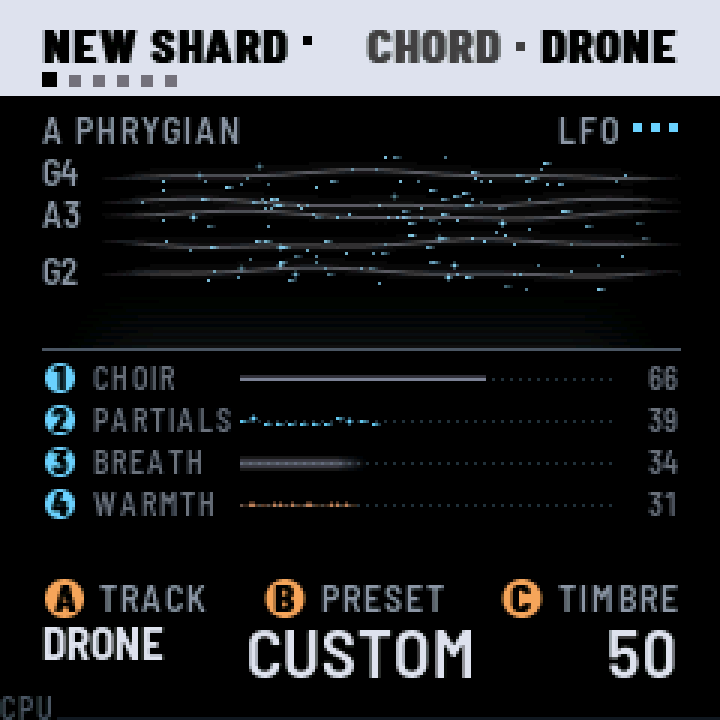 NEW SHARD · CHORD · DRONE
A PHRYGIAN LFO
G4
A3
G2
1 CHOIR 66
2 PARTIALS 39
3 BREATH 34
4 WARMTH 31
A TRACK B PRESET C TIMBRE
DRONE CUSTOM 50
CPU